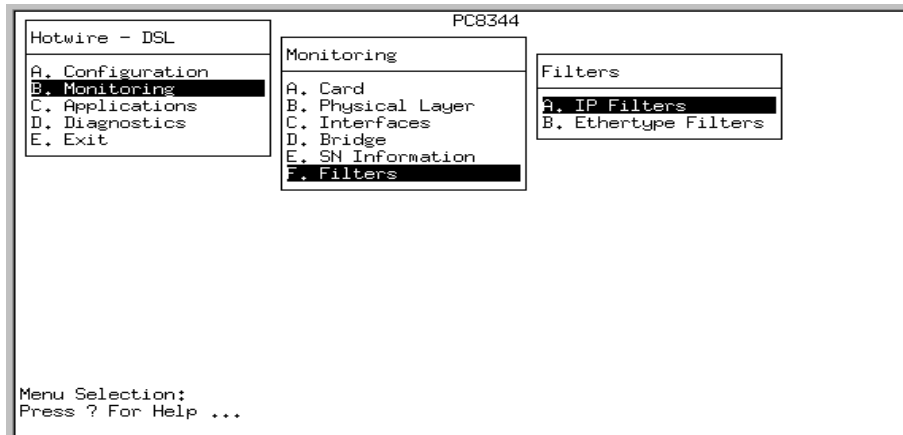 PC8344
Hotwire - DSL
A. Configuration
B. Monitoring
C. Applications
D. Diagnostics
E. Exit
Monitoring
A. Card
B. Physical Layer
C. Interfaces
D. Bridge
E. SN Information
F. Filters
Filters
A. IP Filters
B. Ethertype Filters
Menu Selection:
Press ? For Help ...